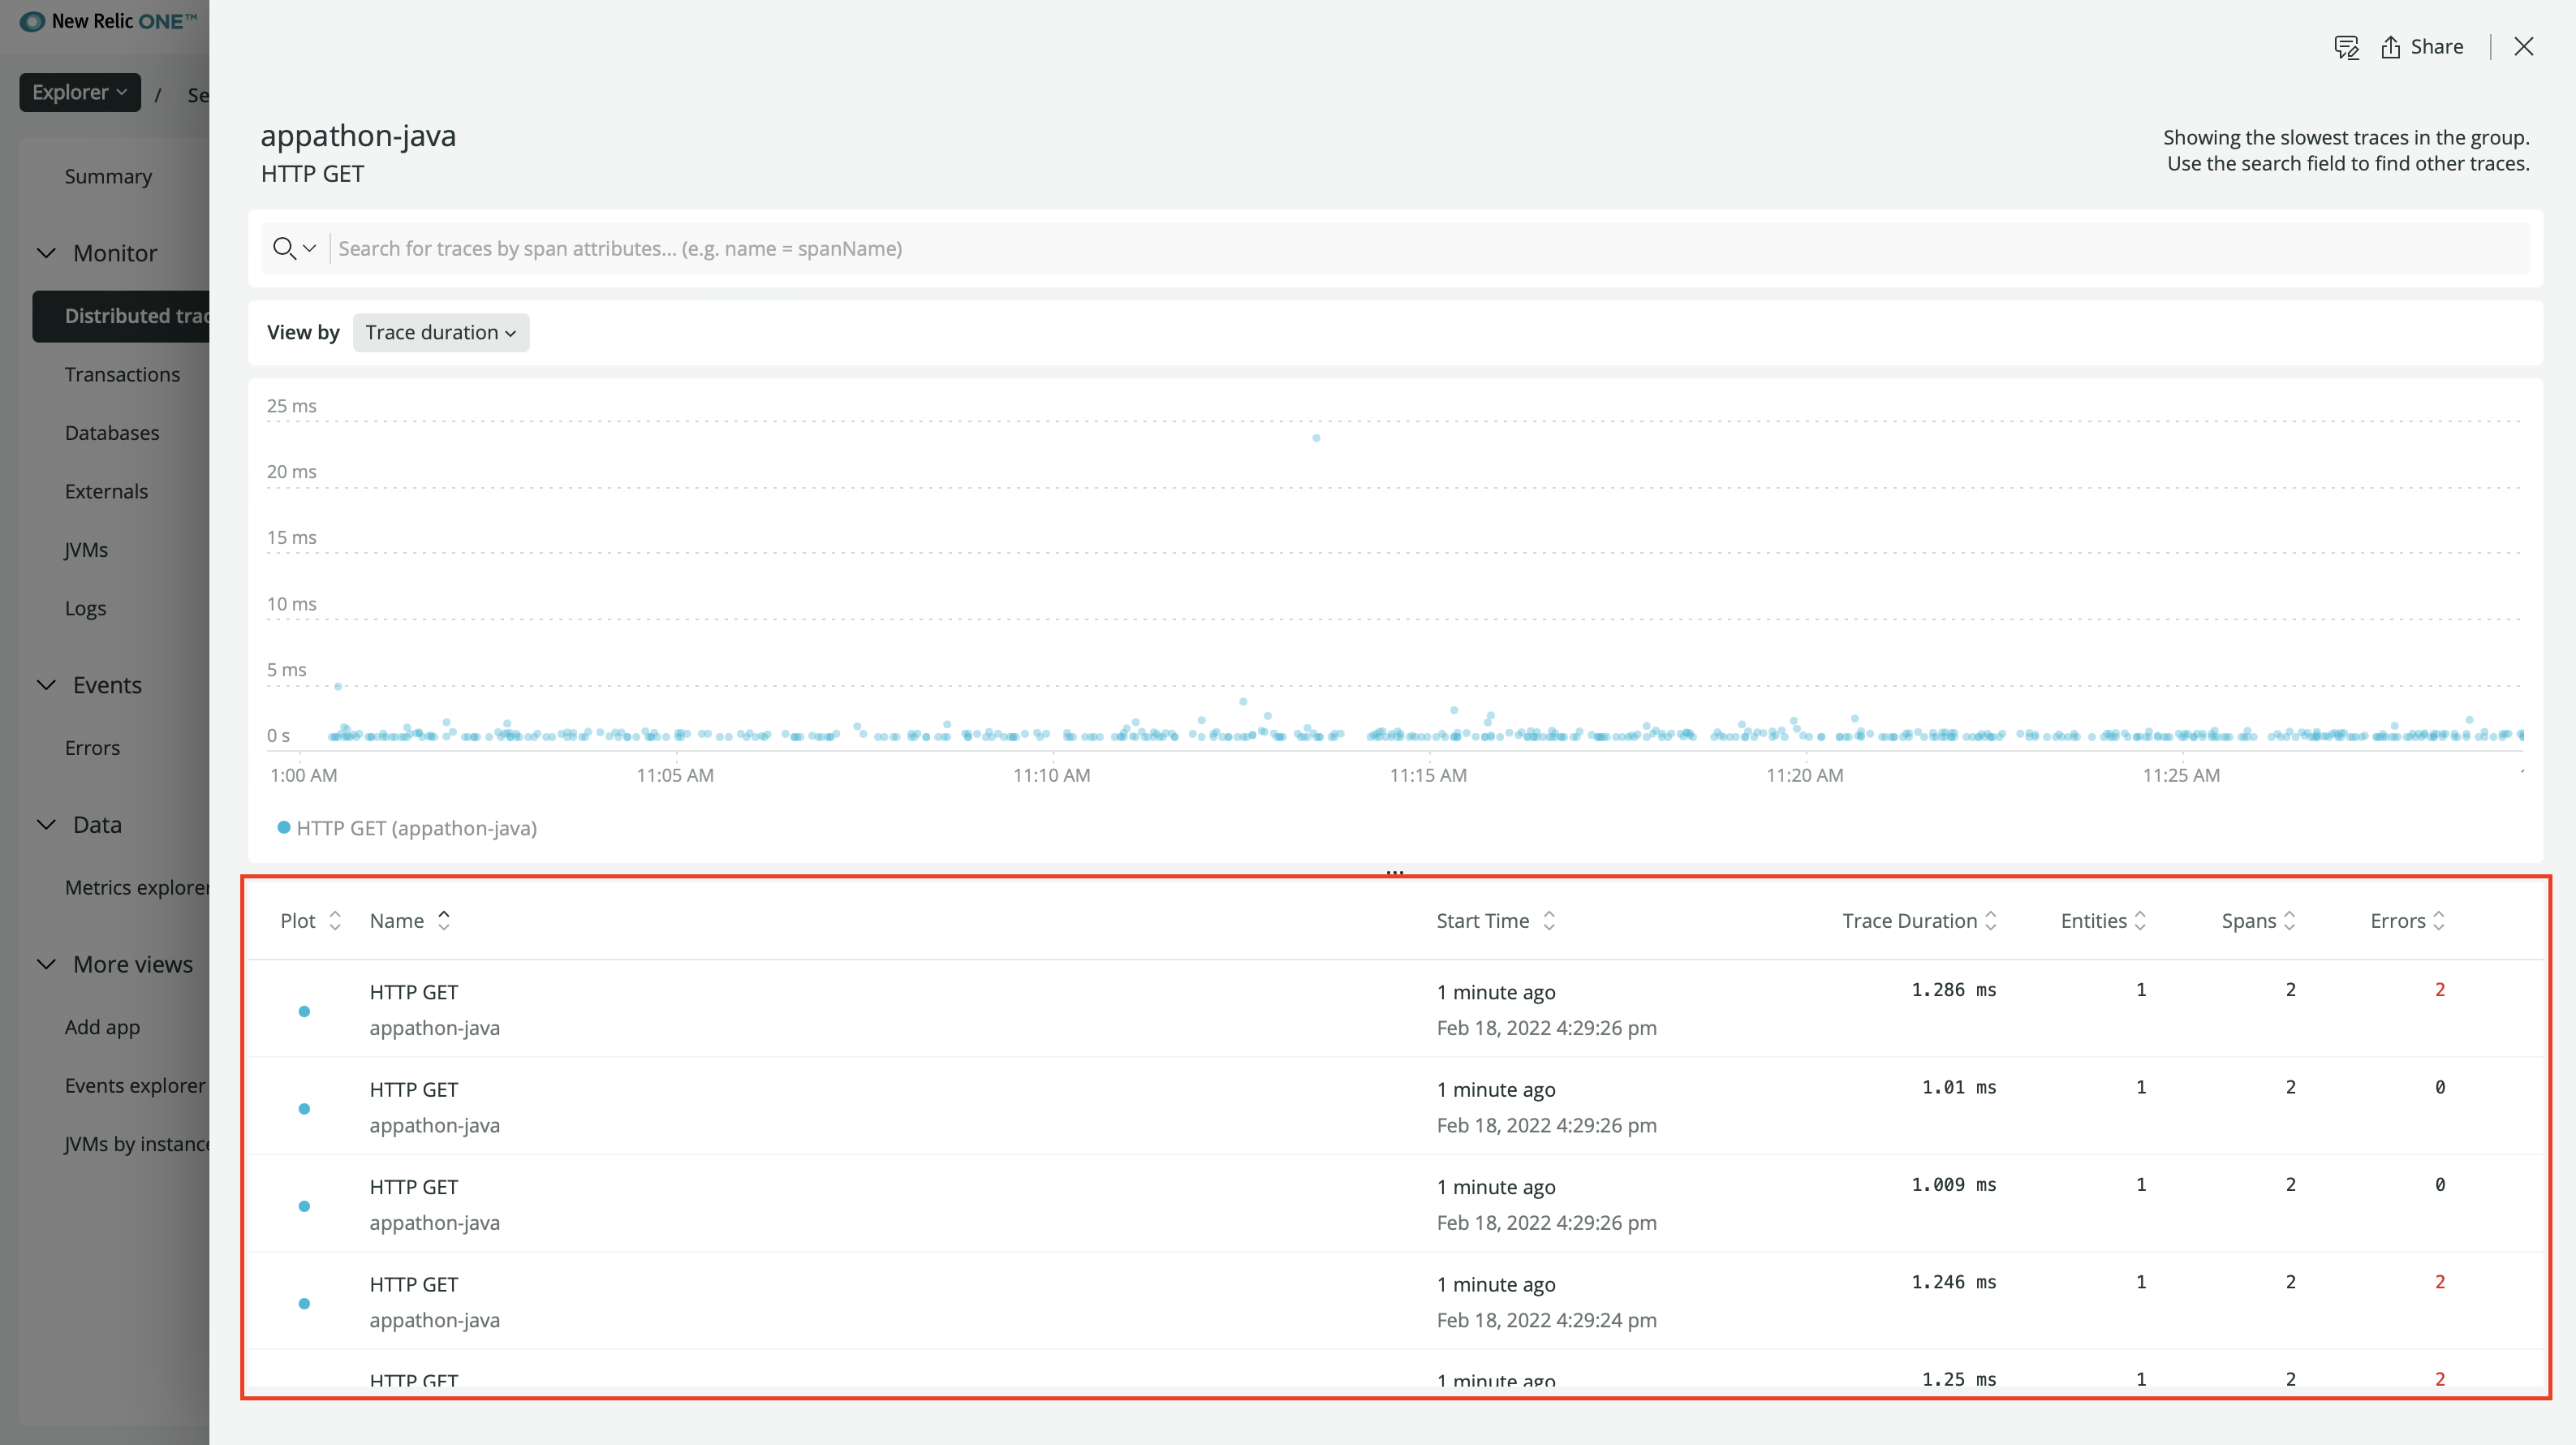 New Relic ONE™
Share
Explorer / Se
appathon-java
HTTP GET
Showing the slowest traces in the group.
Use the search field to find other traces.
Summary
Monitor
Distributed trac
Transactions
Databases
Externals
JVMs
Logs
Events
Errors
Data
Metrics explorer
More views
Add app
Events explorer
JVMs by instance
Search for traces by span attributes... (e.g. name = spanName)
View by Trace duration
25 ms
20 ms
15 ms
10 ms
5 ms
0 s
1:00 AM 11:05 AM 11:10 AM 11:15 AM 11:20 AM 11:25 AM
HTTP GET (appathon-java)
...
Plot Name Start Time Trace Duration Entities Spans Errors
HTTP GET 1 minute ago 1.286 ms 1 2 2
appathon-java Feb 18, 2022 4:29:26 pm
HTTP GET 1 minute ago 1.01 ms 1 2 0
appathon-java Feb 18, 2022 4:29:26 pm
HTTP GET 1 minute ago 1.009 ms 1 2 0
appathon-java Feb 18, 2022 4:29:26 pm
HTTP GET 1 minute ago 1.246 ms 1 2 2
appathon-java Feb 18, 2022 4:29:24 pm
HTTP GET 1 minute ago 1.25 ms 1 2 2